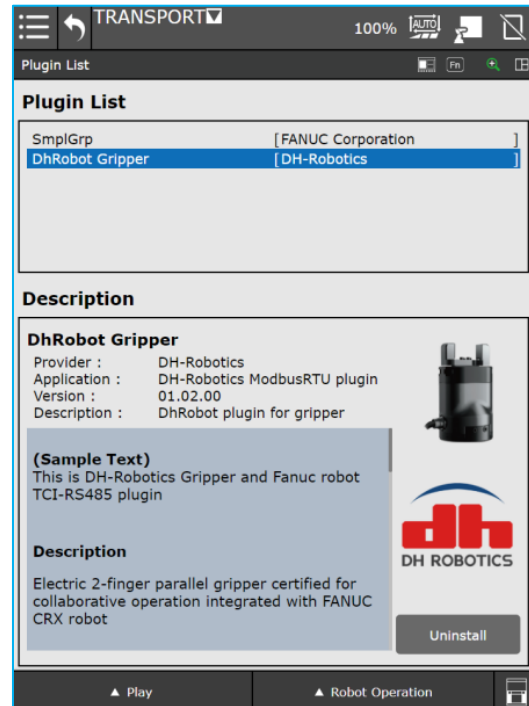 TRANSPORT
100%
AUTO
Plugin List
Fn
Plugin List
SmplGrp [FANUC Corporation ]
DhRobot Gripper [DH-Robotics ]
Description
DhRobot Gripper
Provider : DH-Robotics
Application : DH-Robotics ModbusRTU plugin
Version : 01.02.00
Description : DhRobot plugin for gripper
(Sample Text)
This is DH-Robotics Gripper and Fanuc robot
TCI-RS485 plugin
Description
Electric 2-finger parallel gripper certified for
collaborative operation integrated with FANUC
CRX robot
dh
DH ROBOTICS
Uninstall
▲ Play
▲ Robot Operation